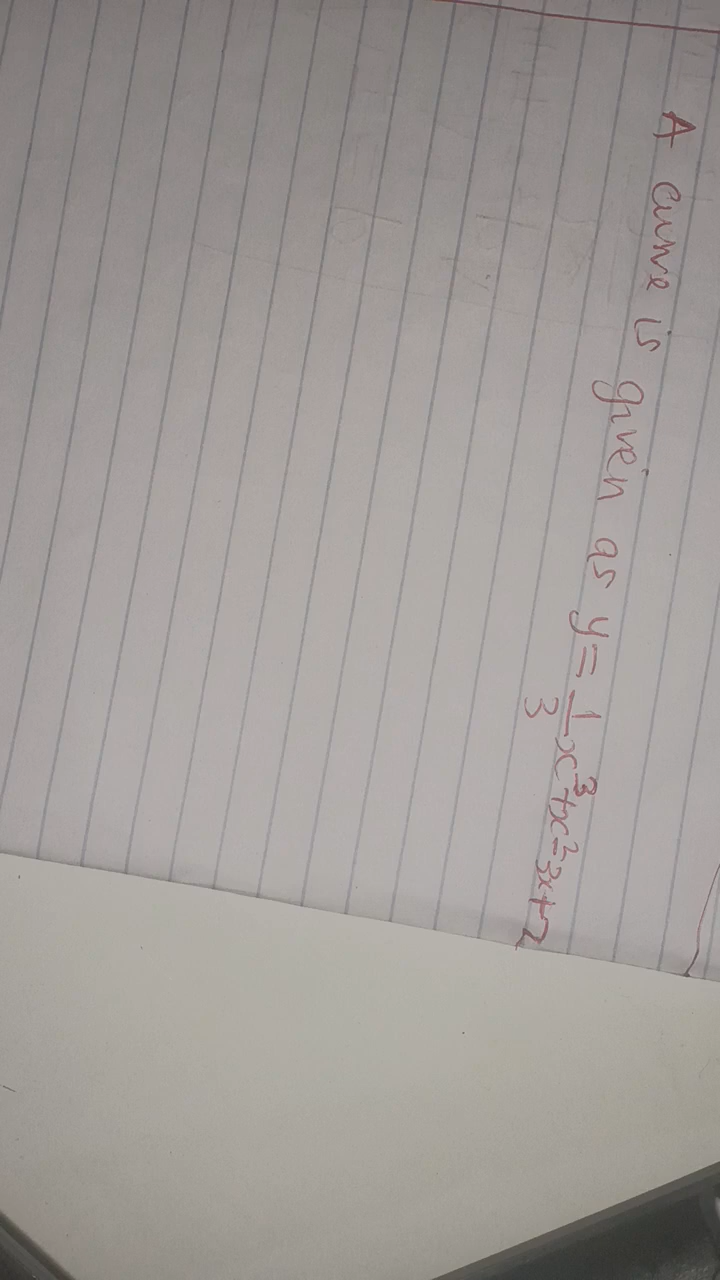 A curve is given as y = 1/3 x³+x²-3x+2